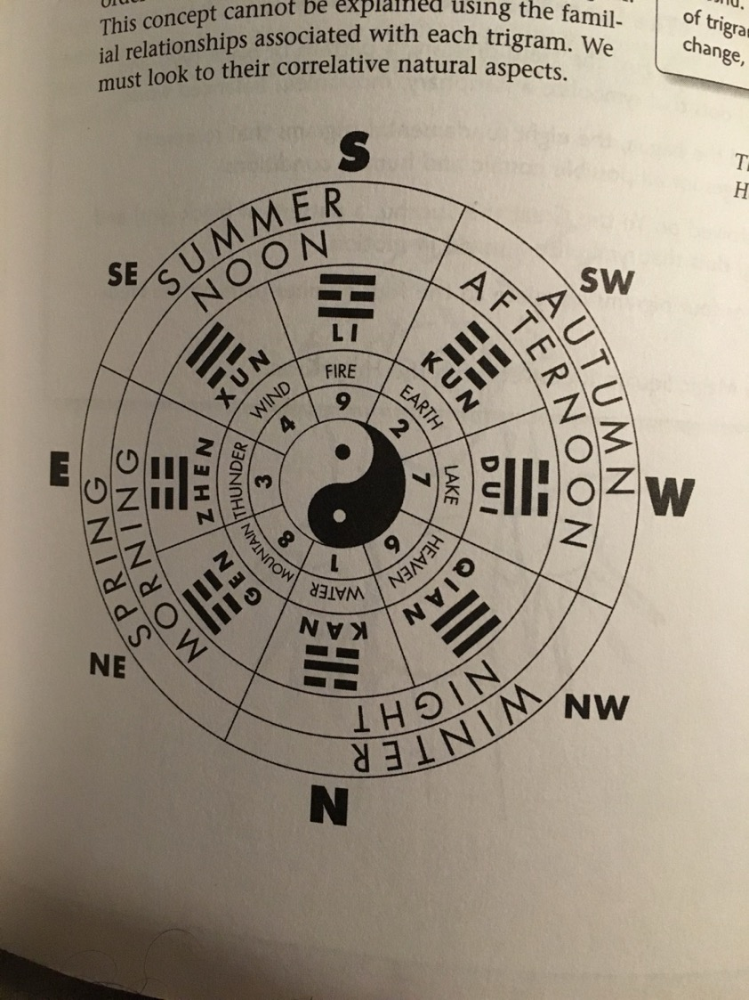 This concept cannot be explained using the famil-
ial relationships associated with each trigram. We
must look to their correlative natural aspects.
of trigra
change,
S
SE
SW
E
W
NE
NW
N
SUMMER
NOON
AUTUMN
AFTERNOON
SPRING
MORNING
WINTER
NIGHT
LI
FIRE
9
KUN
EARTH
2
DUI
LAKE
7
QIAN
HEAVEN
6
KAN
WATER
1
GEN
MOUNTAIN
8
ZHEN
THUNDER
3
XUN
WIND
4